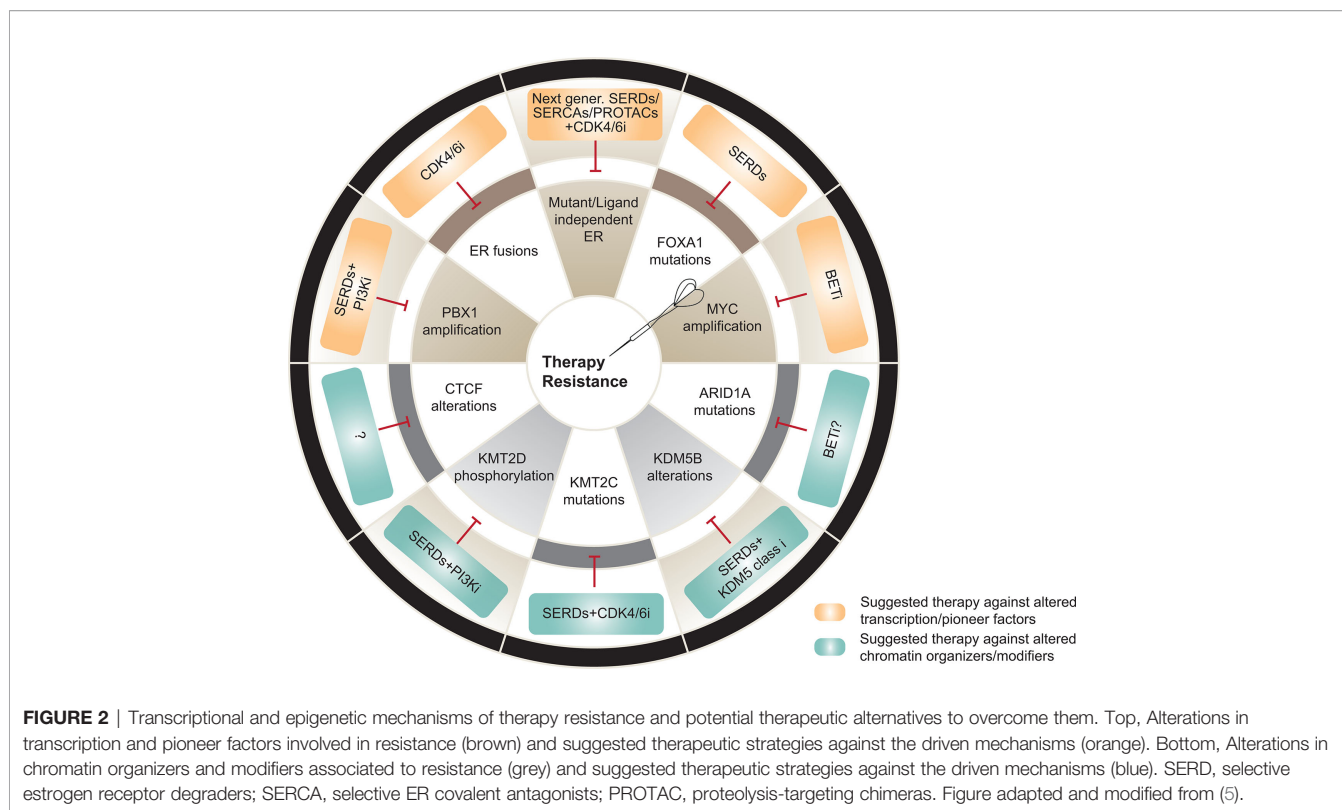 Next gener. SERDs/
SERCAs/PROTACs
+CDK4/6i
CDK4/6i
SERDs
SERDs+
PI3Ki
BETi
Mutant/Ligand
independent
ER
ER fusions
FOXA1
mutations
PBX1
amplification
MYC
amplification
Therapy
Resistance
CTCF
alterations
ARID1A
mutations
KMT2D
phosphorylation
KDM5B
alterations
KMT2C
mutations
?
BETi?
SERDs+PI3Ki
SERDs+
KDM5 class i
SERDs+CDK4/6i
Suggested therapy against altered
transcription/pioneer factors
Suggested therapy against altered
chromatin organizers/modifiers
FIGURE 2 | Transcriptional and epigenetic mechanisms of therapy resistance and potential therapeutic alternatives to overcome them. Top, Alterations in
transcription and pioneer factors involved in resistance (brown) and suggested therapeutic strategies against the driven mechanisms (orange). Bottom, Alterations in
chromatin organizers and modifiers associated to resistance (grey) and suggested therapeutic strategies against the driven mechanisms (blue). SERD, selective
estrogen receptor degraders; SERCA, selective ER covalent antagonists; PROTAC, proteolysis-targeting chimeras. Figure adapted and modified from (5).